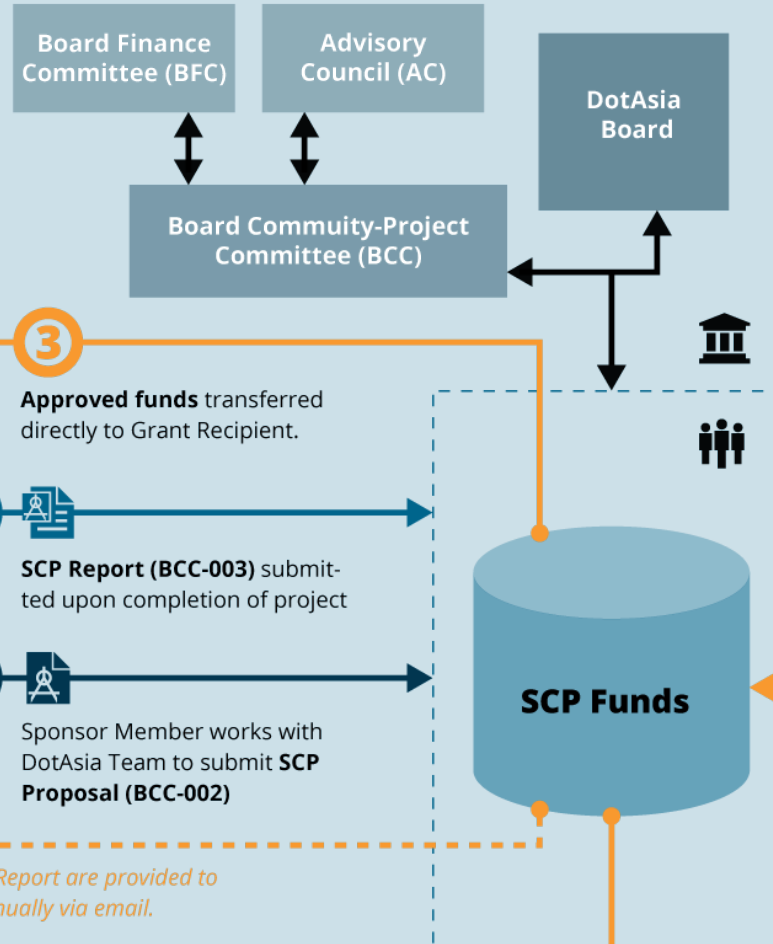 Board Finance
Committee (BFC)
Advisory
Council (AC)
DotAsia
Board
Board Commuity-Project
Committee (BCC)
3
Approved funds transferred
directly to Grant Recipient.
SCP Report (BCC-003) submit-
ted upon completion of project
SCP Funds
Sponsor Member works with
DotAsia Team to submit SCP
Proposal (BCC-002)
Report are provided to
nually via email.